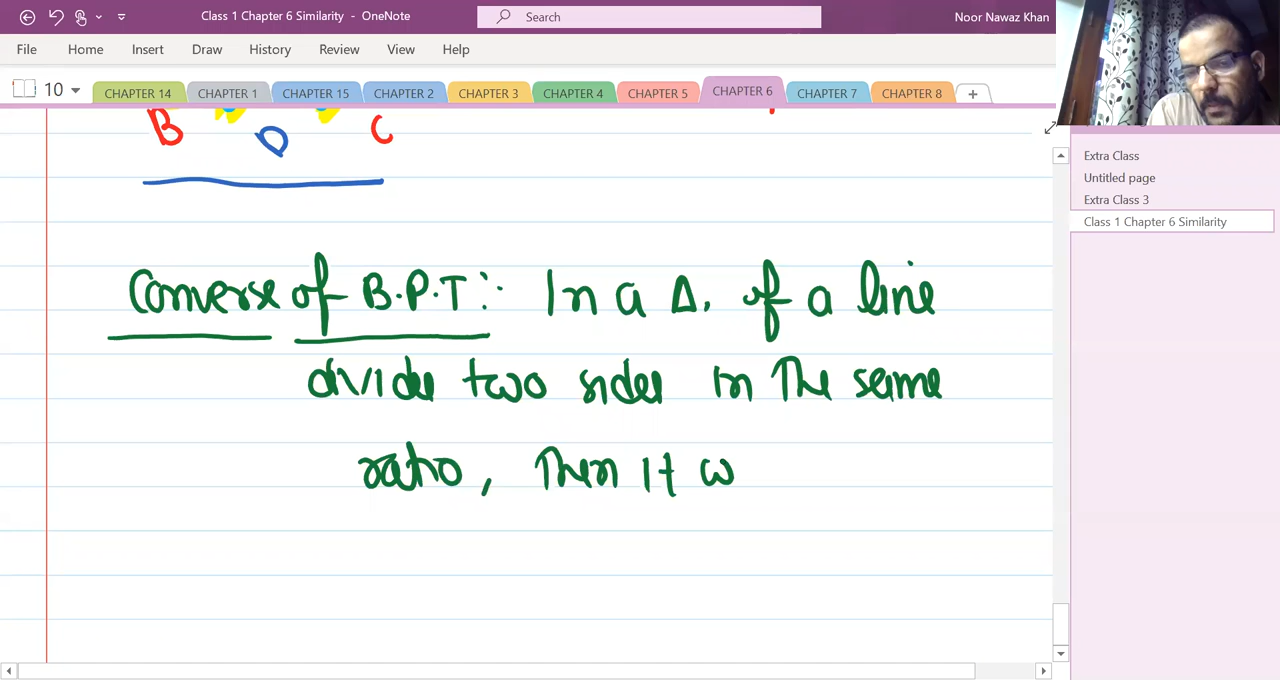 Class 1 Chapter 6 Similarity - OneNote
Search
Noor Nawaz Khan
File Home Insert Draw History Review View Help
10 CHAPTER 14 CHAPTER 1 CHAPTER 15 CHAPTER 2 CHAPTER 3 CHAPTER 4 CHAPTER 5 CHAPTER 6 CHAPTER 7 CHAPTER 8 +
Extra Class
Untitled page
Extra Class 3
Class 1 Chapter 6 Similarity
B D C
Converse of B.P.T:- In a Δ. of a line
divide two sides in the same
ratio, then it w